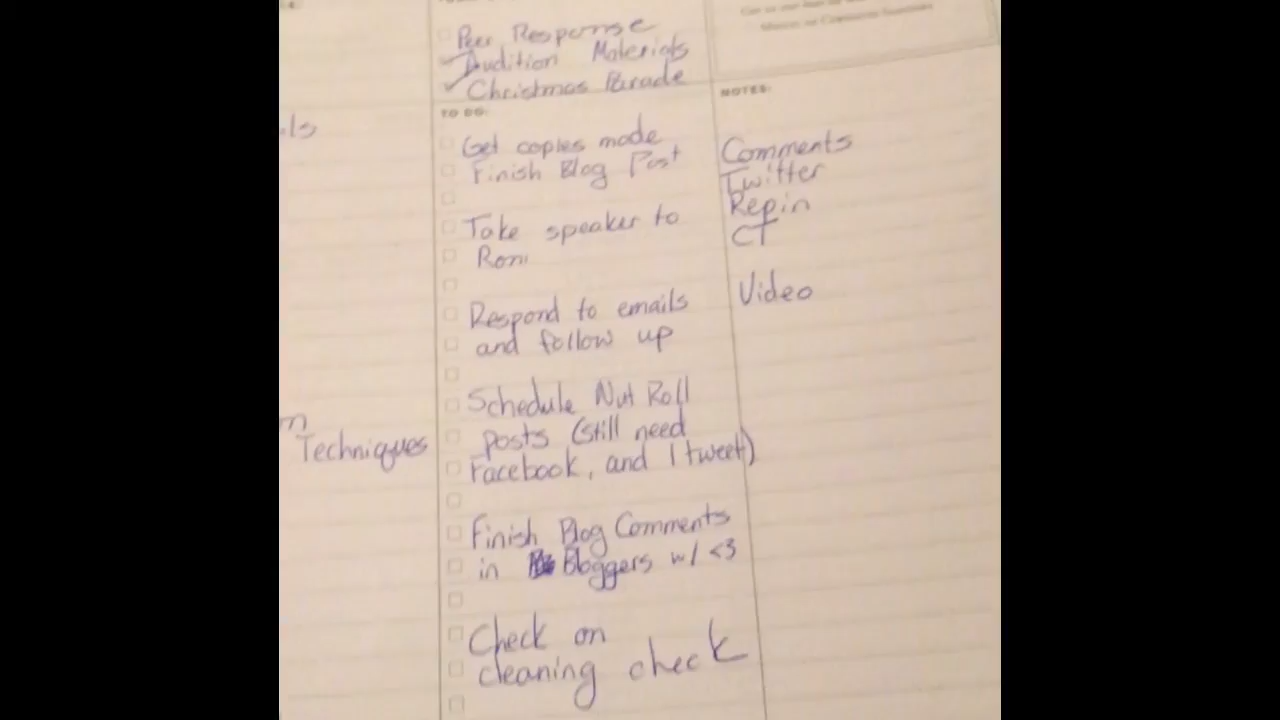 Peer Response
Audition Materials
Christmas Parade
TO DO:
Get copies made
Finish Blog Post
Take speaker to
Roni
Respond to emails
and follow up
Schedule Nut Roll
posts (still need
Facebook, and 1 tweet)
Finish Blog Comments
in Bloggers w/ <3
Check on
cleaning check
NOTES:
Comments
Twitter
Repin
CT
Video
Techniques